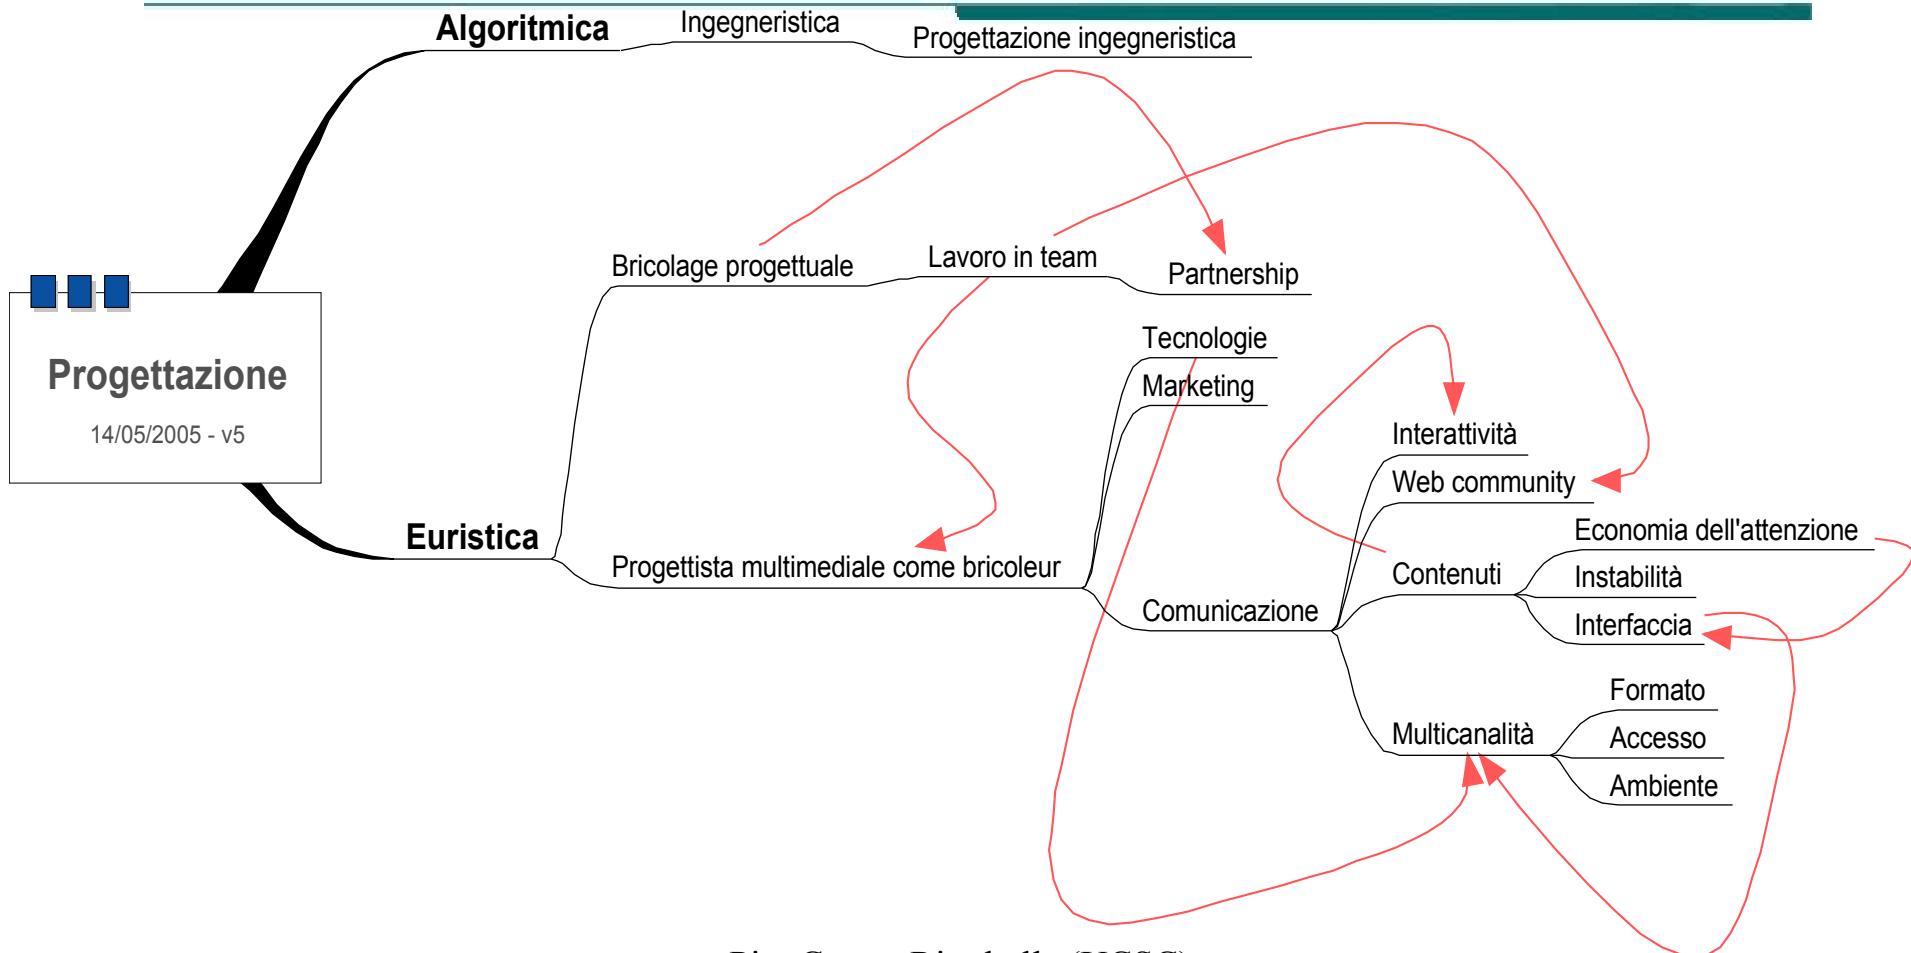 Algoritmica
Ingegneristica
Progettazione ingegneristica
Bricolage progettuale
Lavoro in team
Partnership
Tecnologie
Marketing
Progettazione
14/05/2005 - v5
Interattività
Web community
Euristica
Economia dell'attenzione
Progettista multimediale come bricoleur
Contenuti
Instabilità
Comunicazione
Interfaccia
Formato
Multicanalità
Accesso
Ambiente